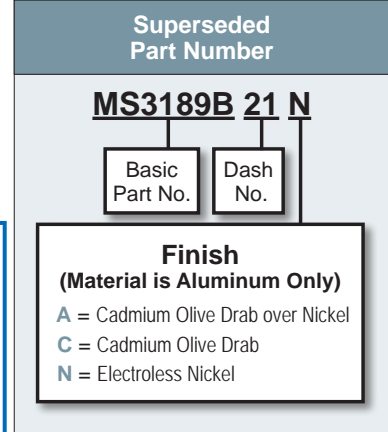 Superseded
Part Number
MS3189B 21 N
Basic
Part No.
Dash
No.
Finish
(Material is Aluminum Only)
A = Cadmium Olive Drab over Nickel
C = Cadmium Olive Drab
N = Electroless Nickel